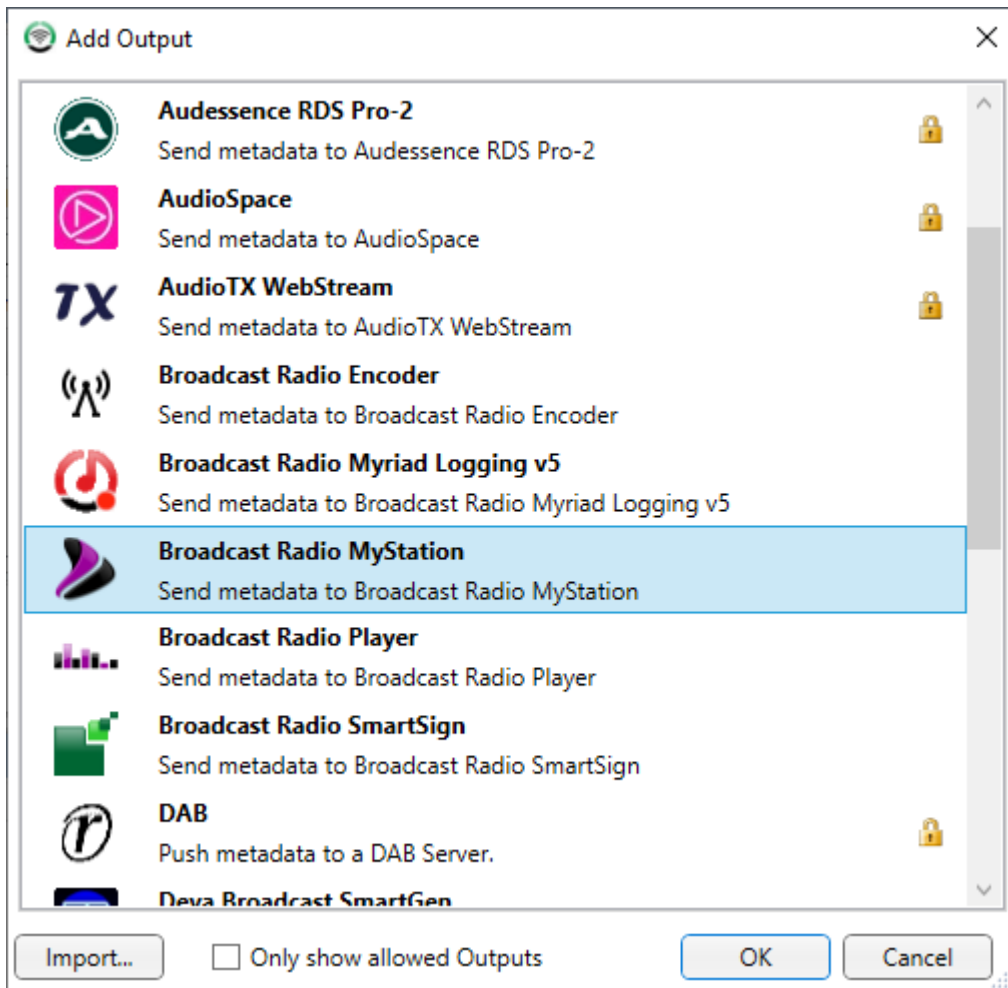 Add Output
Audessence RDS Pro-2
Send metadata to Audessence RDS Pro-2
AudioSpace
Send metadata to AudioSpace
TX
AudioTX WebStream
Send metadata to AudioTX WebStream
Broadcast Radio Encoder
Send metadata to Broadcast Radio Encoder
Broadcast Radio Myriad Logging v5
Send metadata to Broadcast Radio Myriad Logging v5
Broadcast Radio MyStation
Send metadata to Broadcast Radio MyStation
Broadcast Radio Player
Send metadata to Broadcast Radio Player
Broadcast Radio SmartSign
Send metadata to Broadcast Radio SmartSign
DAB
Push metadata to a DAB Server.
Deva Broadcast SmartGen
Import...
Only show allowed Outputs
OK
Cancel